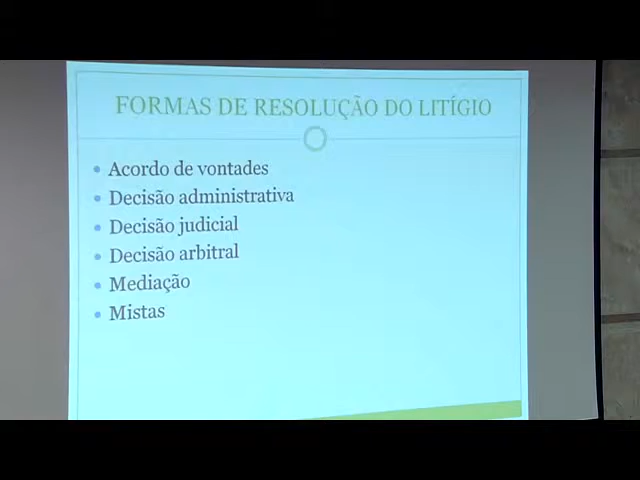 FORMAS DE RESOLUÇÃO DO LITÍGIO
• Acordo de vontades
• Decisão administrativa
• Decisão judicial
• Decisão arbitral
• Mediação
• Mistas